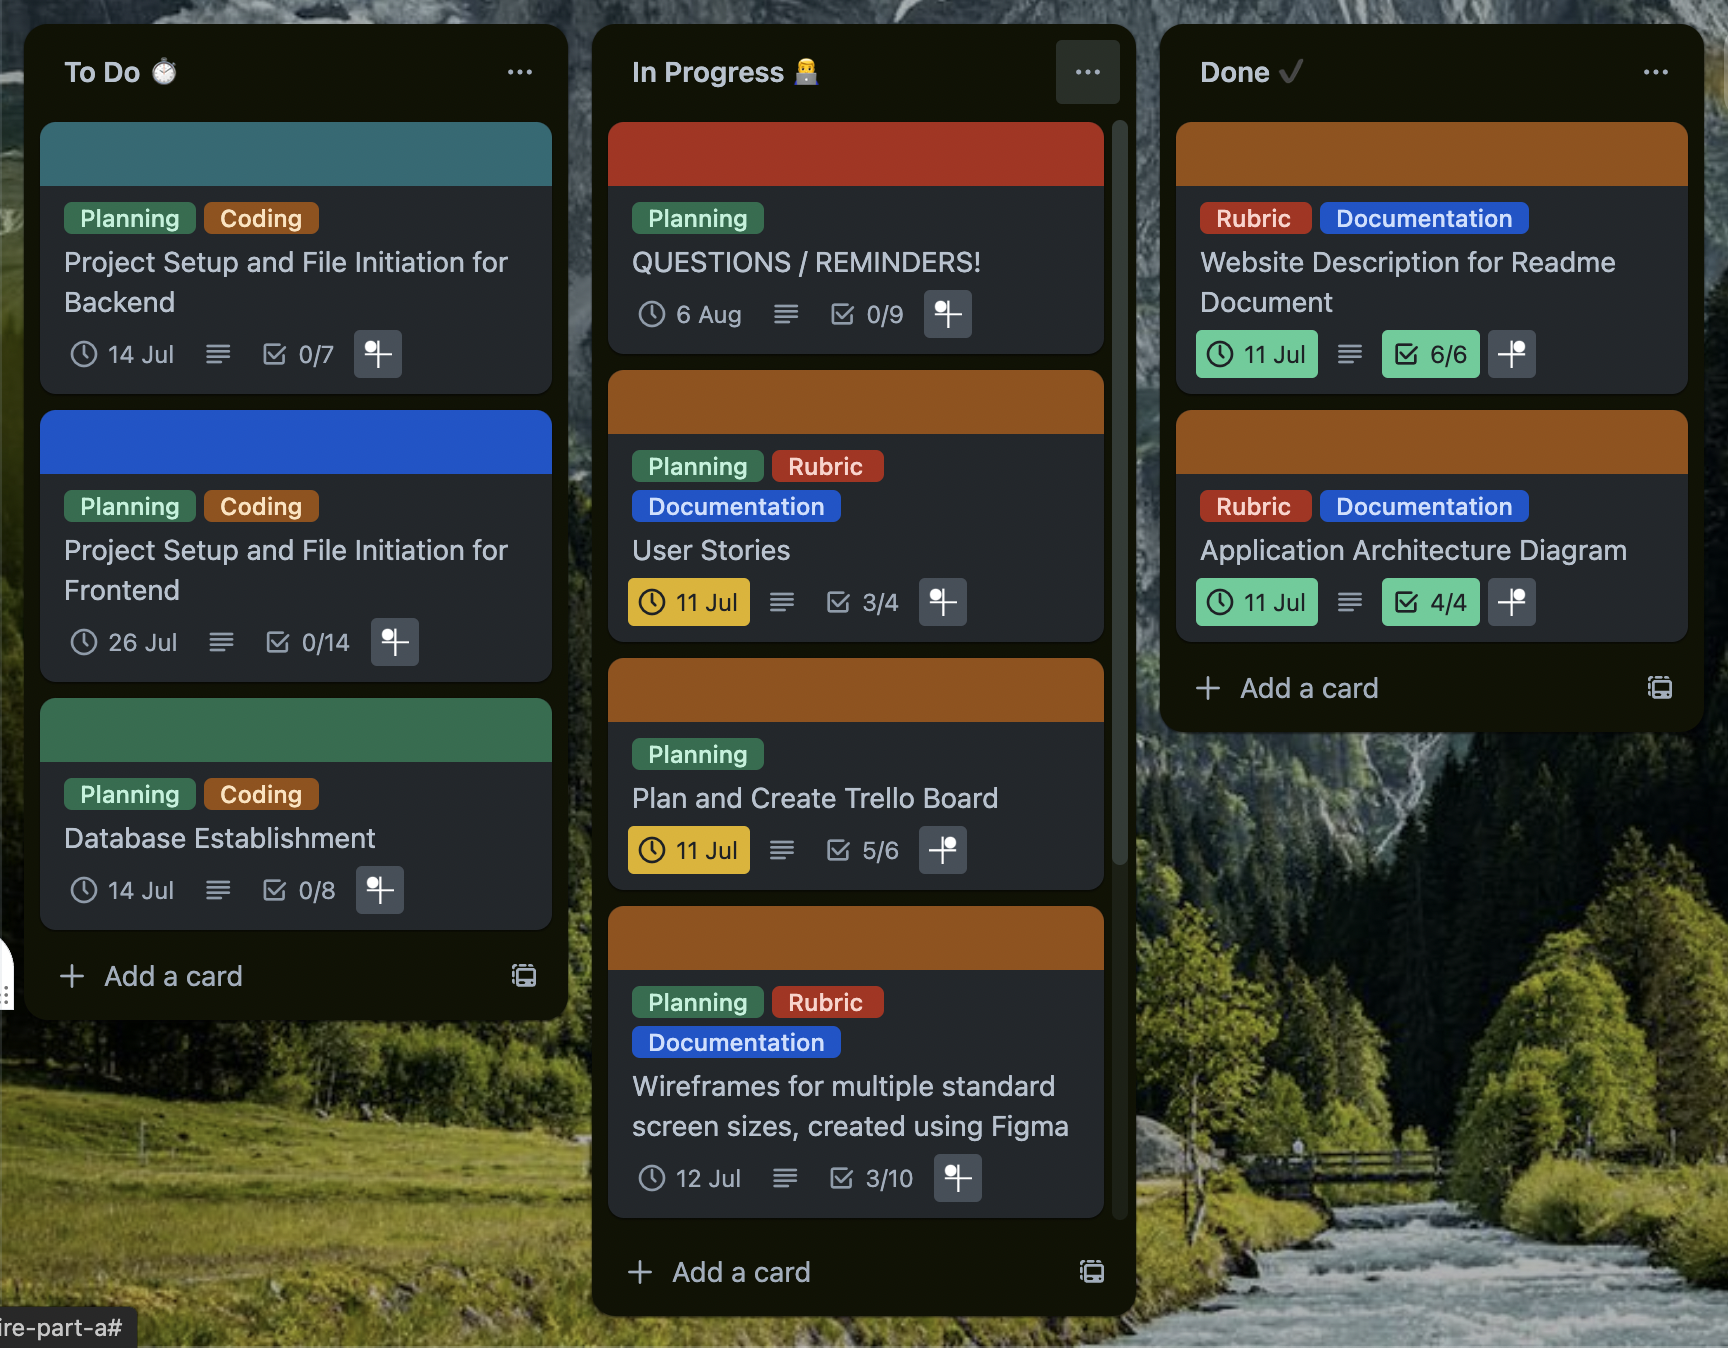 To Do
Planning Coding
Project Setup and File Initiation for
Backend
14 Jul 0/7
Planning Coding
Project Setup and File Initiation for
Frontend
26 Jul 0/14
Planning Coding
Database Establishment
14 Jul 0/8
+ Add a card
In Progress
Planning
QUESTIONS / REMINDERS!
6 Aug 0/9
Planning Rubric
Documentation
User Stories
11 Jul 3/4
Planning
Plan and Create Trello Board
11 Jul 5/6
Planning Rubric
Documentation
Wireframes for multiple standard
screen sizes, created using Figma
12 Jul 3/10
+ Add a card
Done
Rubric Documentation
Website Description for Readme
Document
11 Jul 6/6
Rubric Documentation
Application Architecture Diagram
11 Jul 4/4
+ Add a card
ire-part-a#